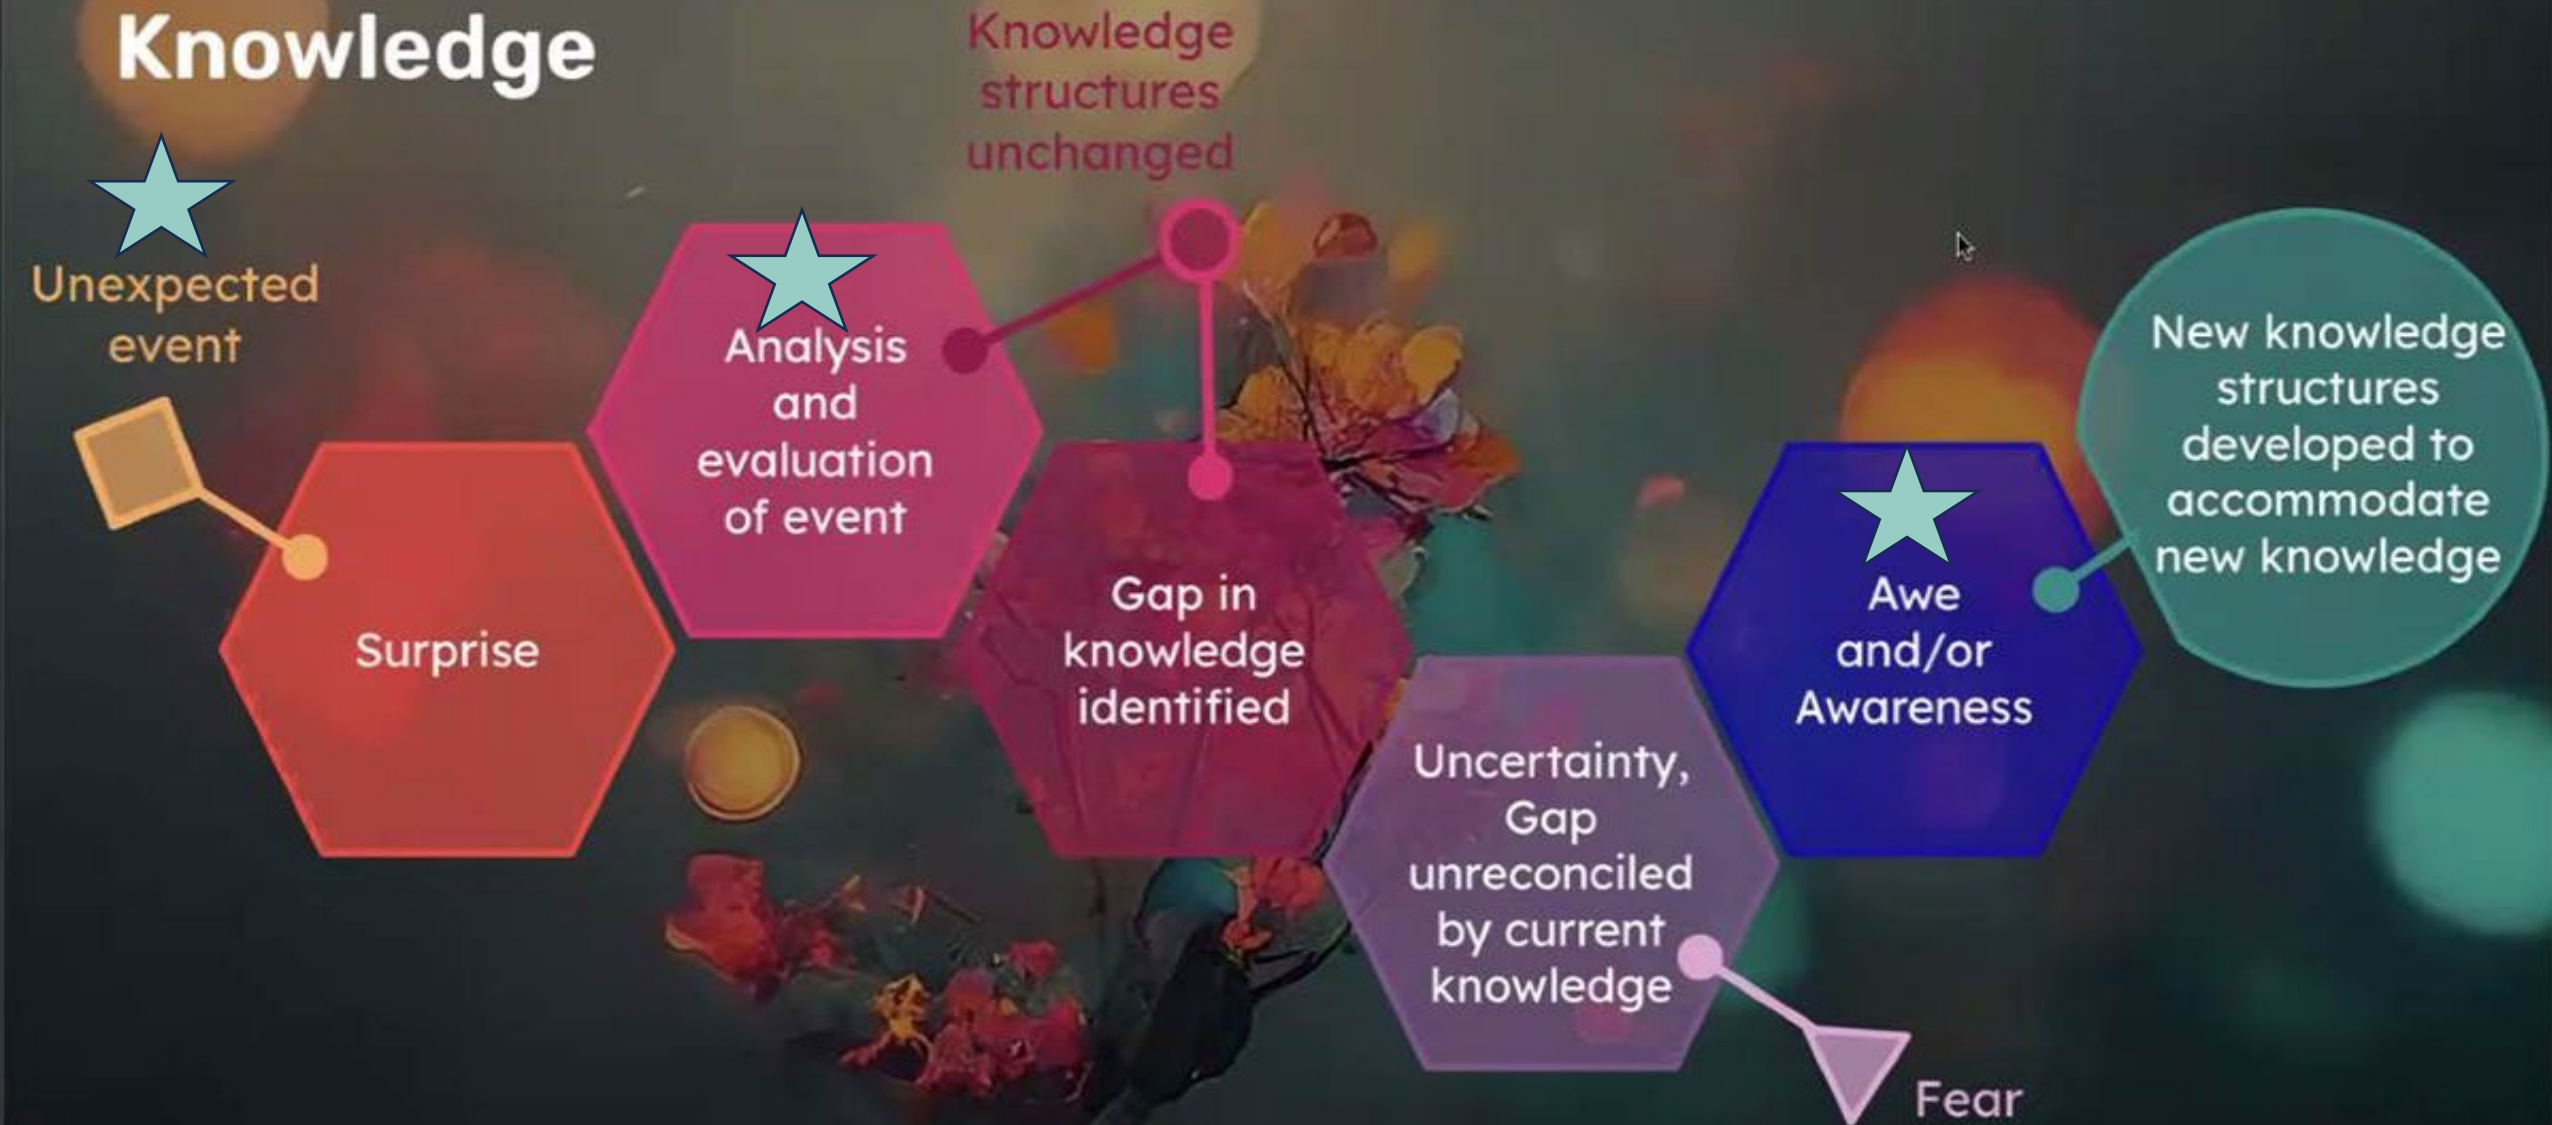 Knowledge
Unexpected
event
Surprise
Analysis
and
evaluation
of event
Knowledge
structures
unchanged
Gap in
knowledge
identified
Uncertainty,
Gap
unreconciled
by current
knowledge
Fear
Awe
and/or
Awareness
New knowledge
structures
developed to
accommodate
new knowledge